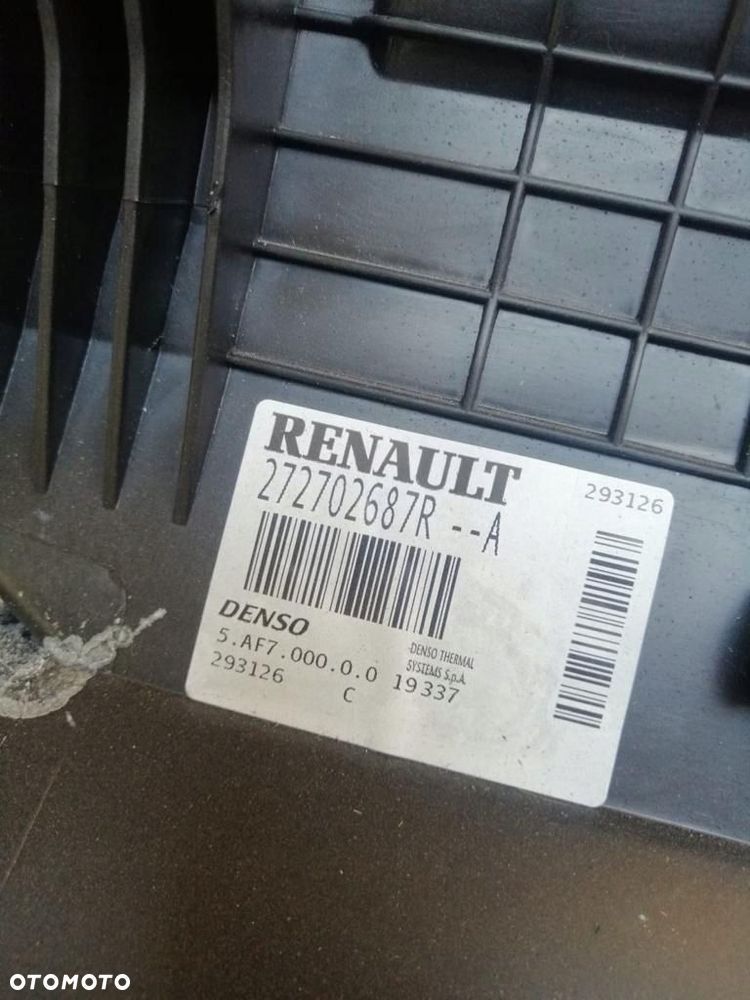 RENAULT
293126
272702687R --A
DENSO
5.AF7.000.0.0
DENSO THERMAL
SYSTEMS S.p.A.
293126
C
19337
OTOMOTO